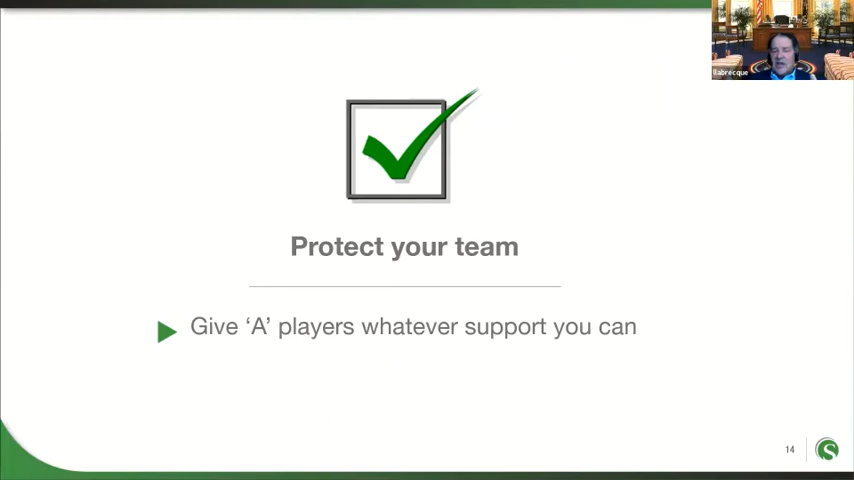 llabrecque
Protect your team
Give ‘A’ players whatever support you can
14
S